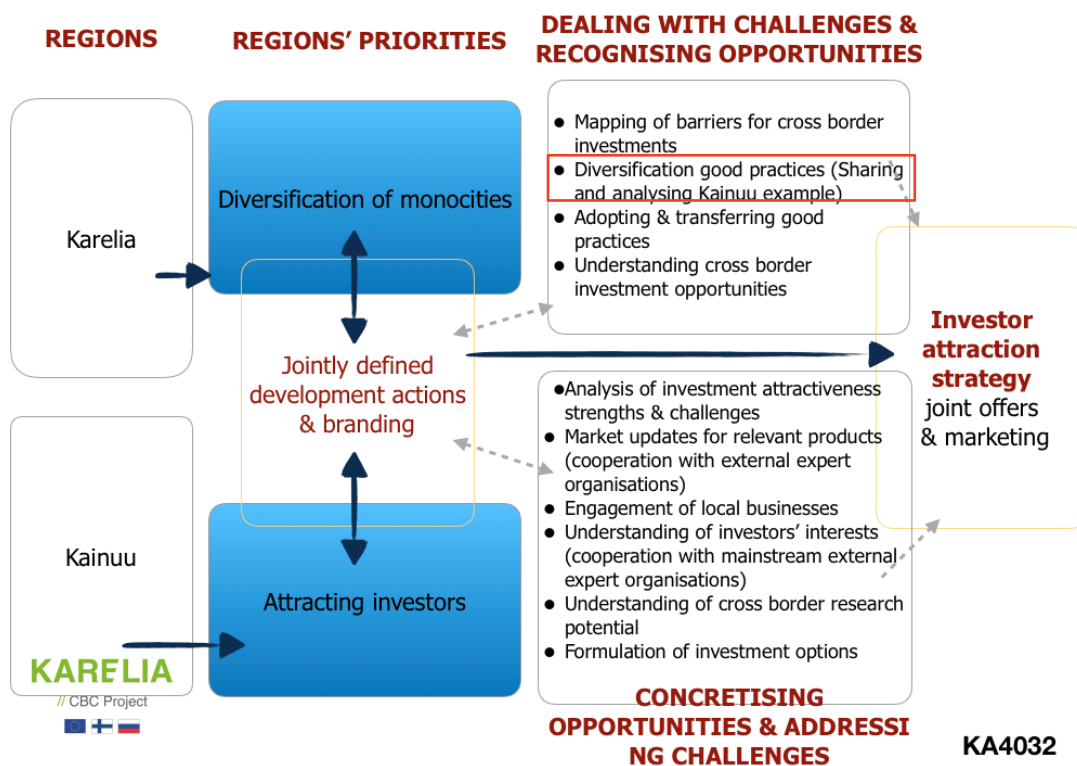 REGIONS
REGIONS' PRIORITIES
DEALING WITH CHALLENGES &
RECOGNISING OPPORTUNITIES
Karelia
Diversification of monocities
● Mapping of barriers for cross border
investments
● Diversification good practices (Sharing
and analysing Kainuu example)
● Adopting & transferring good
practices
● Understanding cross border
investment opportunities
Jointly defined
development actions
& branding
Investor
attraction
strategy
joint offers
& marketing
Kainuu
Attracting investors
●Analysis of investment attractiveness
strengths & challenges
● Market updates for relevant products
(cooperation with external expert
organisations)
● Engagement of local businesses
● Understanding of investors' interests
(cooperation with mainstream external
expert organisations)
● Understanding of cross border research
potential
● Formulation of investment options
CONCRETISING
OPPORTUNITIES & ADDRESSI
NG CHALLENGES
KARELIA
// CBC Project
KA4032